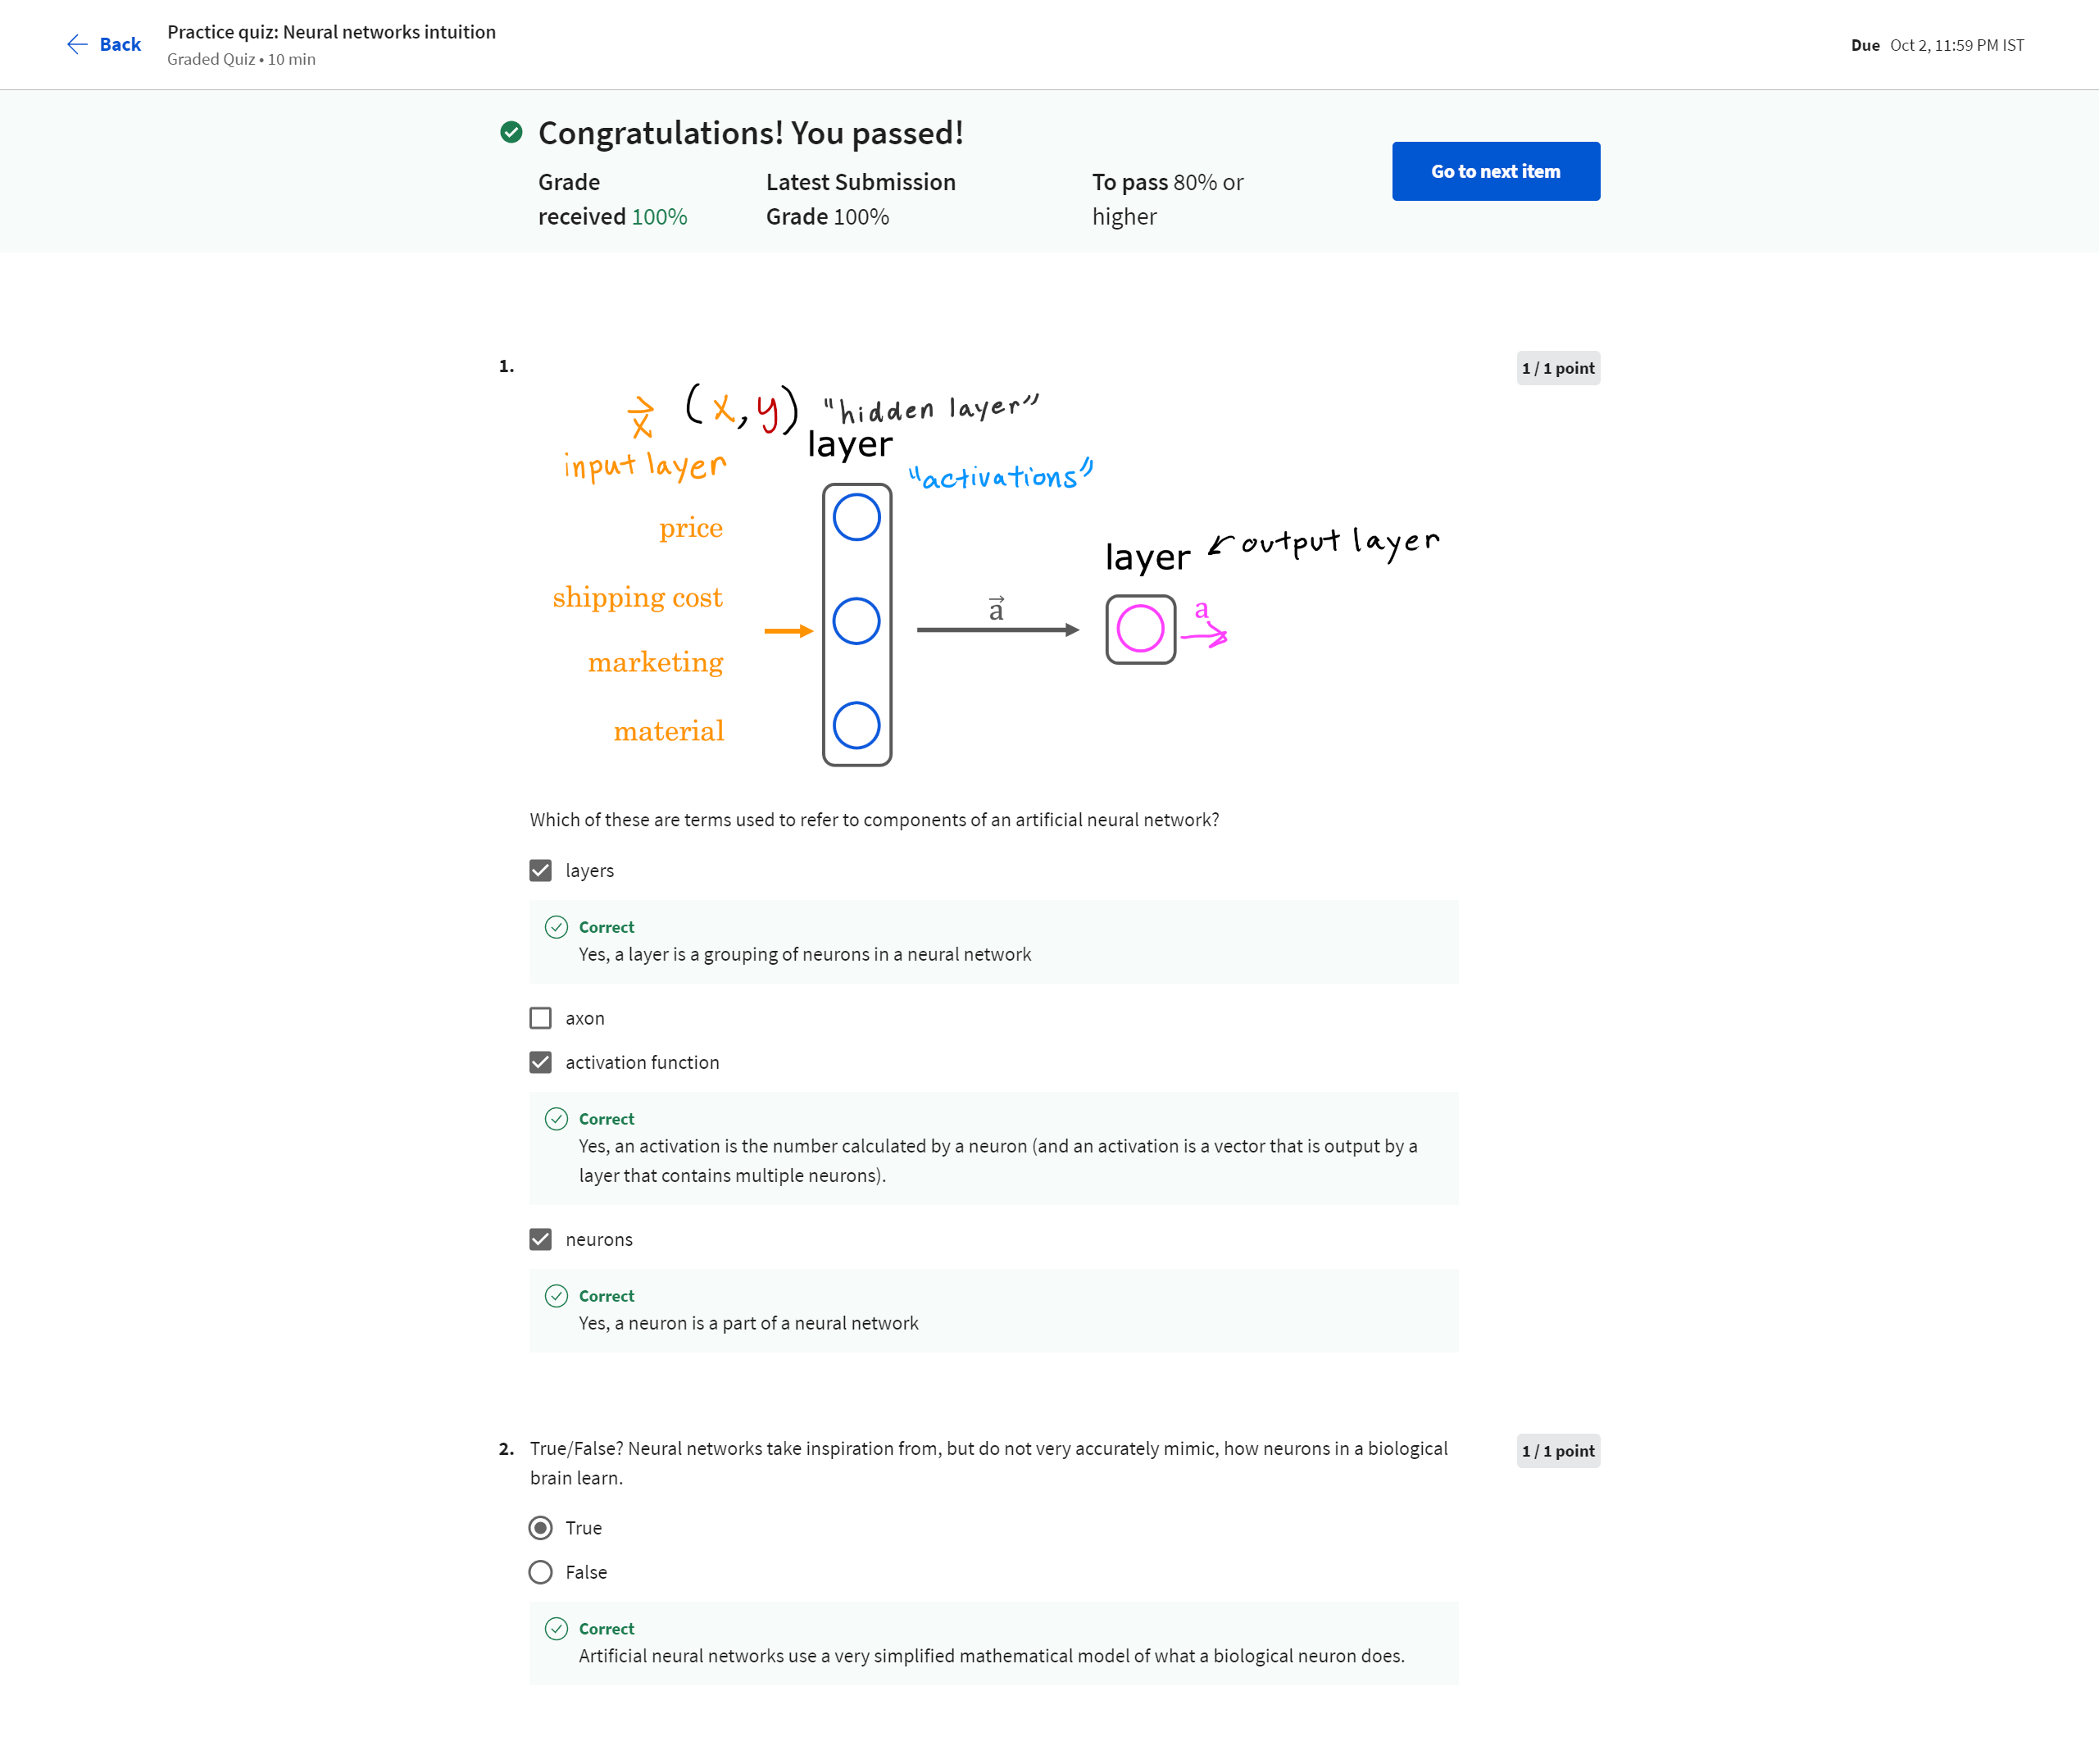 Back
Practice quiz: Neural networks intuition
Graded Quiz • 10 min
Due Oct 2, 11:59 PM IST
Congratulations! You passed!
Grade received 100%
Latest Submission Grade 100%
To pass 80% or higher
Go to next item
1.
1 / 1 point
x⃗ (x, y) "hidden layer"
layer
input layer
"activations"
price
layer ← output layer
shipping cost
a⃗
a
marketing
material
Which of these are terms used to refer to components of an artificial neural network?
layers
Correct
Yes, a layer is a grouping of neurons in a neural network
axon
activation function
Correct
Yes, an activation is the number calculated by a neuron (and an activation is a vector that is output by a
layer that contains multiple neurons).
neurons
Correct
Yes, a neuron is a part of a neural network
2. True/False? Neural networks take inspiration from, but do not very accurately mimic, how neurons in a biological
brain learn.
1 / 1 point
True
False
Correct
Artificial neural networks use a very simplified mathematical model of what a biological neuron does.